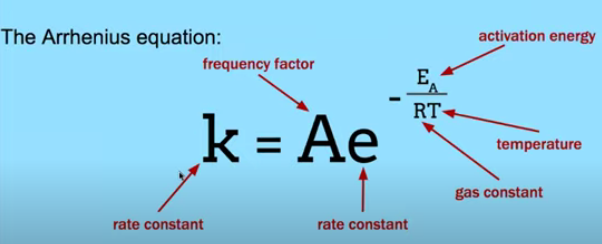 The Arrhenius equation:
activation energy
frequency factor
k = Ae
- E_A
RT
temperature
gas constant
rate constant
rate constant